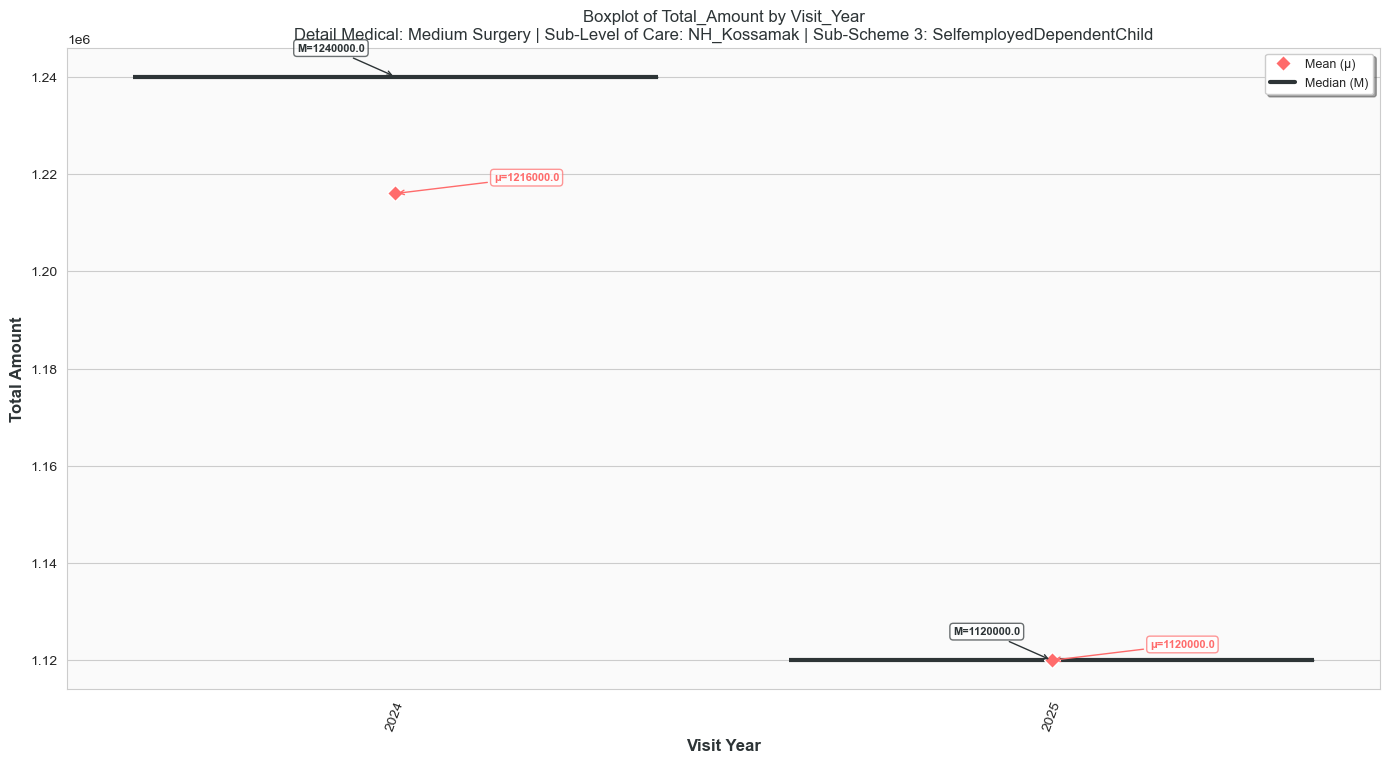 Boxplot of Total_Amount by Visit_Year
Detail Medical: Medium Surgery | Sub-Level of Care: NH_Kossamak | Sub-Scheme 3: SelfemployedDependentChild
1e6
M=1240000.0
Mean (μ)
Median (M)
1.24
μ=1216000.0
1.22
1.20
1.18
1.16
1.14
M=1120000.0
μ=1120000.0
1.12
Total Amount
2024
2025
Visit Year